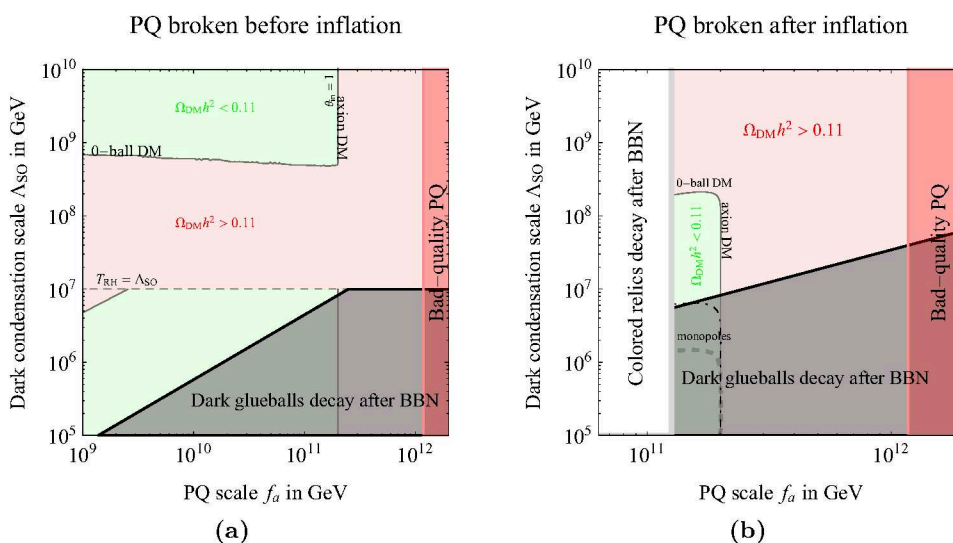 PQ broken before inflation
Dark condensation scale Λ_SO in GeV
10^10
10^9
10^8
10^7
10^6
10^5
Ω_DM h^2 < 0.11
θ_in = 1
axion DM
0-ball DM
Ω_DM h^2 > 0.11
T_RH = Λ_SO
Dark glueballs decay after BBN
Bad-quality PQ
10^9
10^10
10^11
10^12
PQ scale f_a in GeV
(a)
PQ broken after inflation
Dark condensation scale Λ_SO in GeV
10^10
10^9
10^8
10^7
10^6
10^5
Colored relics decay after BBN
Ω_DM h^2 > 0.11
0-ball DM
Ω_DM h^2 < 0.11
axion DM
monopoles
Dark glueballs decay after BBN
Bad-quality PQ
10^11
10^12
PQ scale f_a in GeV
(b)